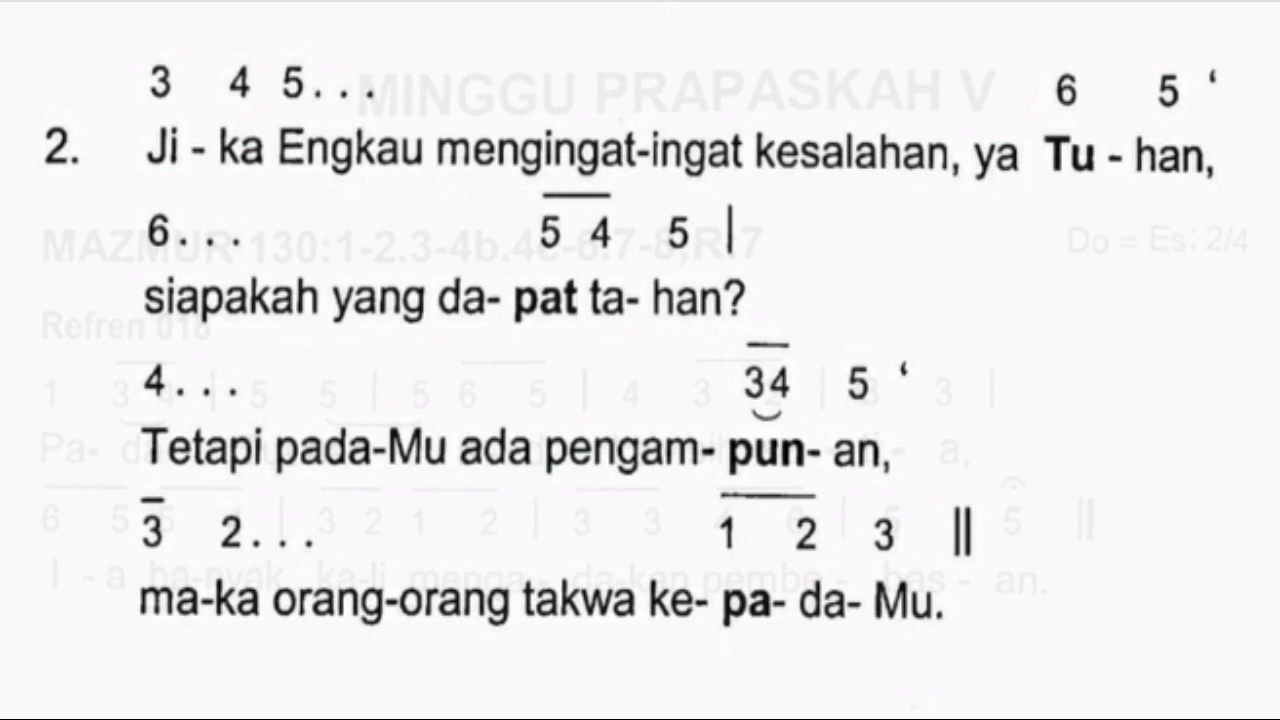 3 4 5... 6 5 ‘
2. Ji - ka Engkau mengingat-ingat kesalahan, ya Tu - han,
6... 5 4 5 |
siapakah yang da- pat ta- han?
4... 34 5 ‘
Tetapi pada-Mu ada pengam- pun- an,
3 2... 1 2 3 ||
ma-ka orang-orang takwa ke- pa- da- Mu.
MINGGU PRAPASKAH V
MAZMUR 130:1-2.3-4b.4c-6.7-8;R.7
Do = Es: 2/4
Refren 018